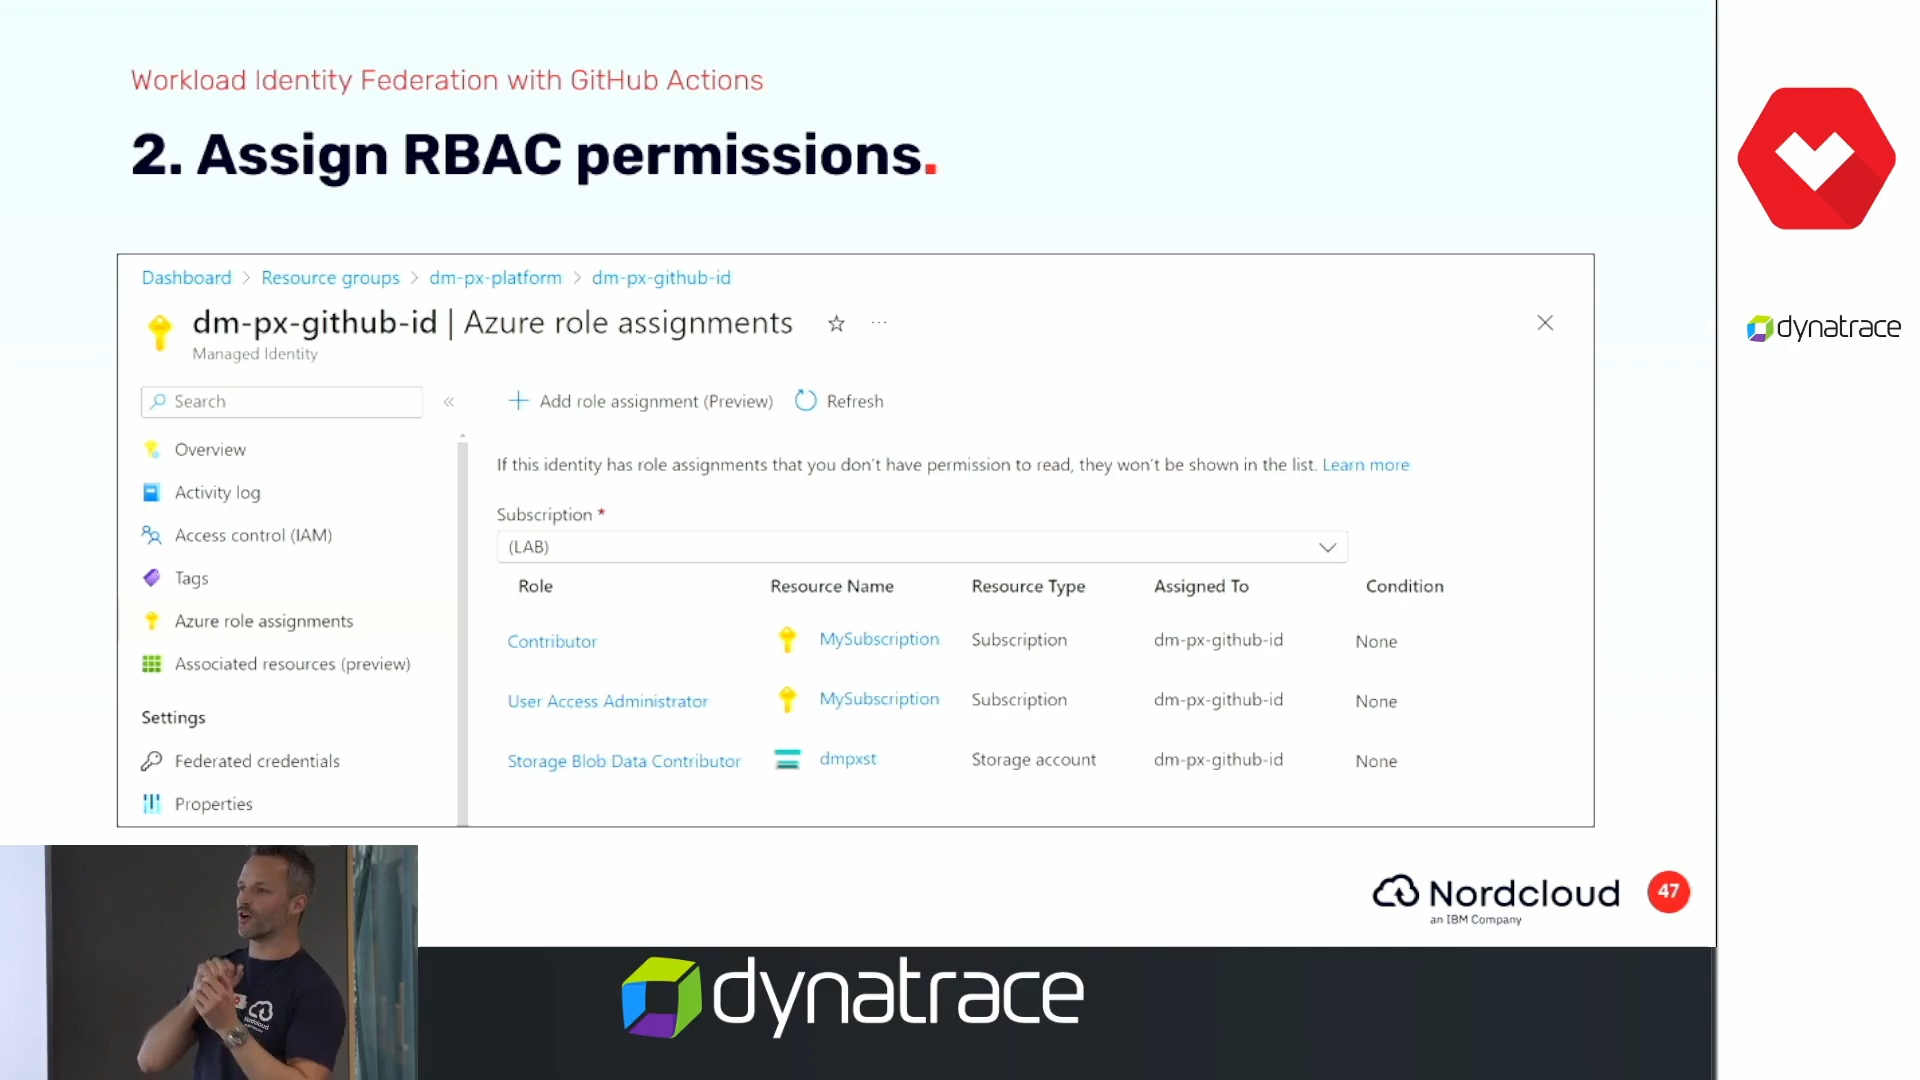 Workload Identity Federation with GitHub Actions
2. Assign RBAC permissions.
Dashboard > Resource groups > dm-px-platform > dm-px-github-id
dm-px-github-id | Azure role assignments
Managed Identity
Search
«
Add role assignment (Preview)
Refresh
Overview
Activity log
Access control (IAM)
Tags
Azure role assignments
Associated resources (preview)
Settings
Federated credentials
Properties
If this identity has role assignments that you don't have permission to read, they won't be shown in the list. Learn more
Subscription *
(LAB)
Role Resource Name Resource Type Assigned To Condition
Contributor MySubscription Subscription dm-px-github-id None
User Access Administrator MySubscription Subscription dm-px-github-id None
Storage Blob Data Contributor dmpxst Storage account dm-px-github-id None
Nordcloud
an IBM Company
47
dynatrace
dynatrace
Nordcloud